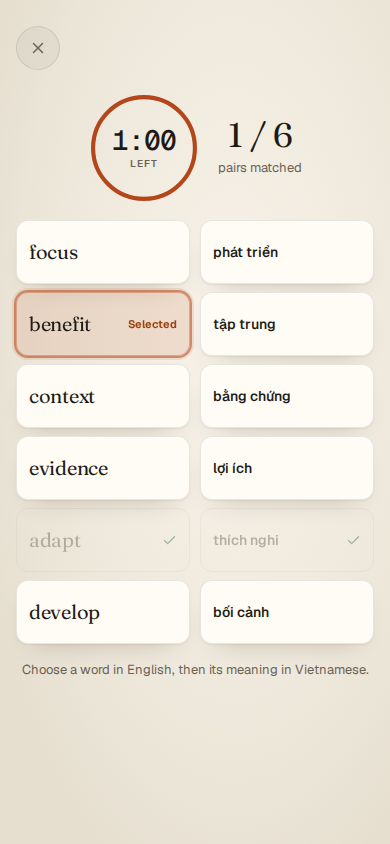 1:00
LEFT
1/6
pairs matched
focus
phát triển
benefit
Selected
tập trung
context
bằng chứng
evidence
lợi ích
adapt
thích nghi
develop
bối cảnh
Choose a word in English, then its meaning in Vietnamese.